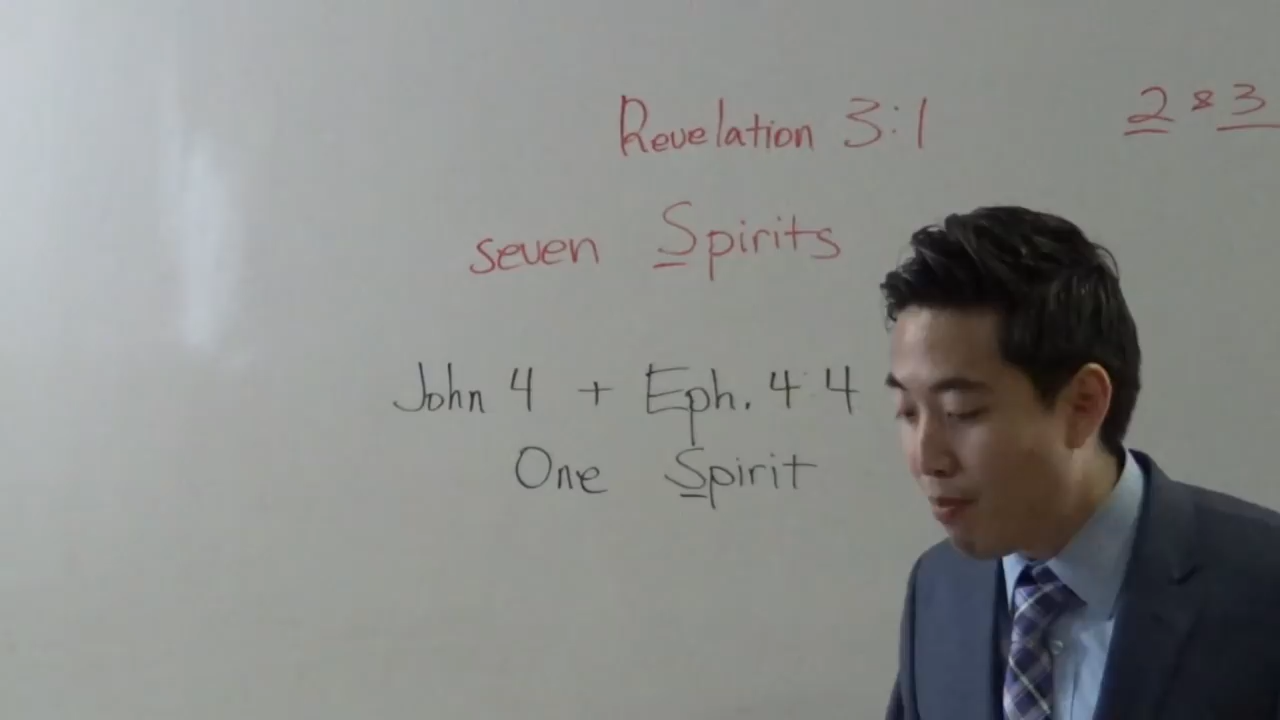 Revelation 3:1
2 & 3
seven Spirits
John 4 + Eph. 4:4
One Spirit